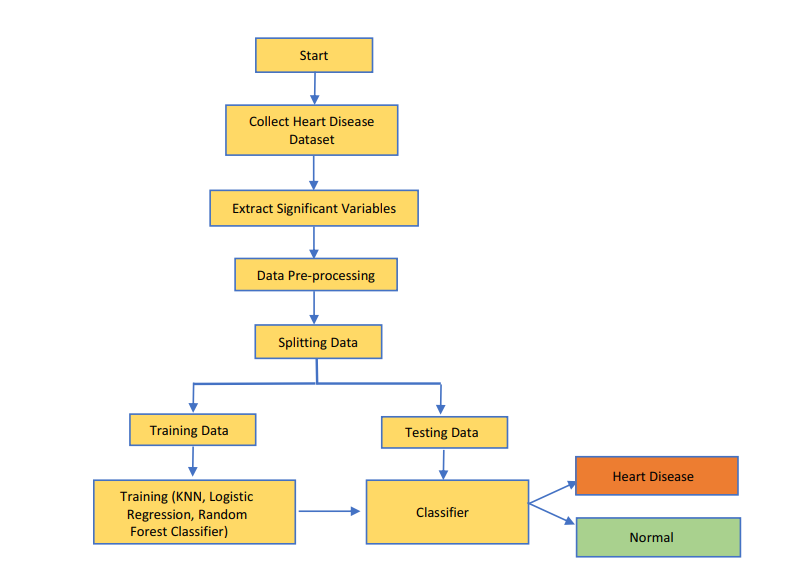 Start
Collect Heart Disease
Dataset
Extract Significant Variables
Data Pre-processing
Splitting Data
Training Data
Testing Data
Training (KNN, Logistic
Regression, Random
Forest Classifier)
Classifier
Heart Disease
Normal